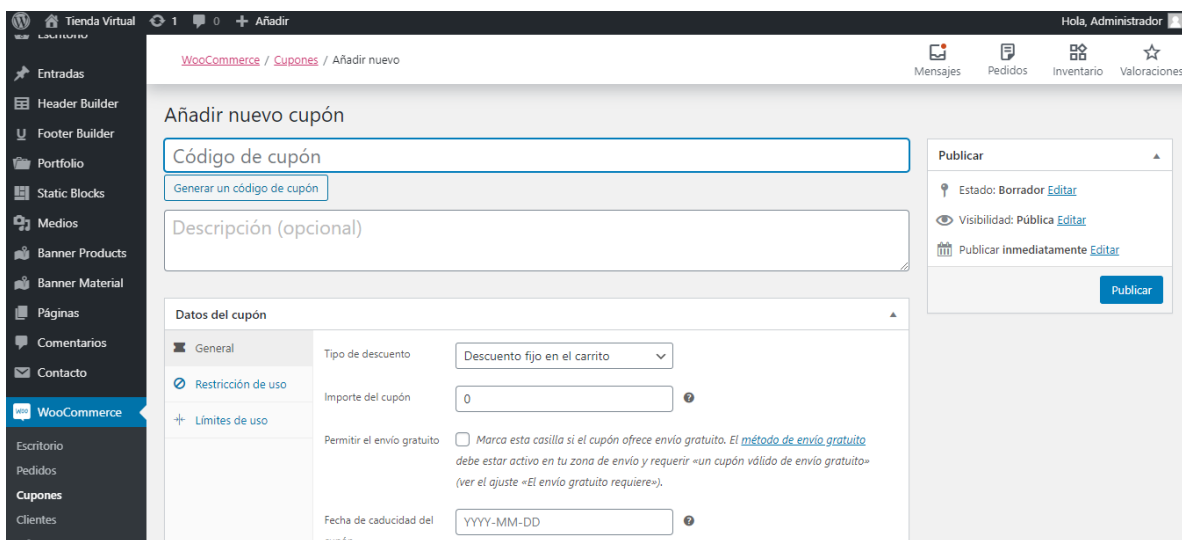 Tienda Virtual 1 0 Añadir Hola, Administrador
Escritorio
Entradas
Header Builder
Footer Builder
Portfolio
Static Blocks
Medios
Banner Products
Banner Material
Páginas
Comentarios
Contacto
WOO WooCommerce
Escritorio
Pedidos
Cupones
Clientes
WooCommerce / Cupones / Añadir nuevo
Mensajes Pedidos Inventario Valoraciones
Añadir nuevo cupón
Código de cupón
Generar un código de cupón
Descripción (opcional)
Datos del cupón
General
Restricción de uso
Límites de uso
Tipo de descuento Descuento fijo en el carrito
Importe del cupón 0
Permitir el envío gratuito Marca esta casilla si el cupón ofrece envío gratuito. El método de envío gratuito
debe estar activo en tu zona de envío y requerir «un cupón válido de envío gratuito»
(ver el ajuste «El envío gratuito requiere»).
Fecha de caducidad del YYYY-MM-DD
cupón
Publicar
Estado: Borrador Editar
Visibilidad: Pública Editar
Publicar inmediatamente Editar
Publicar